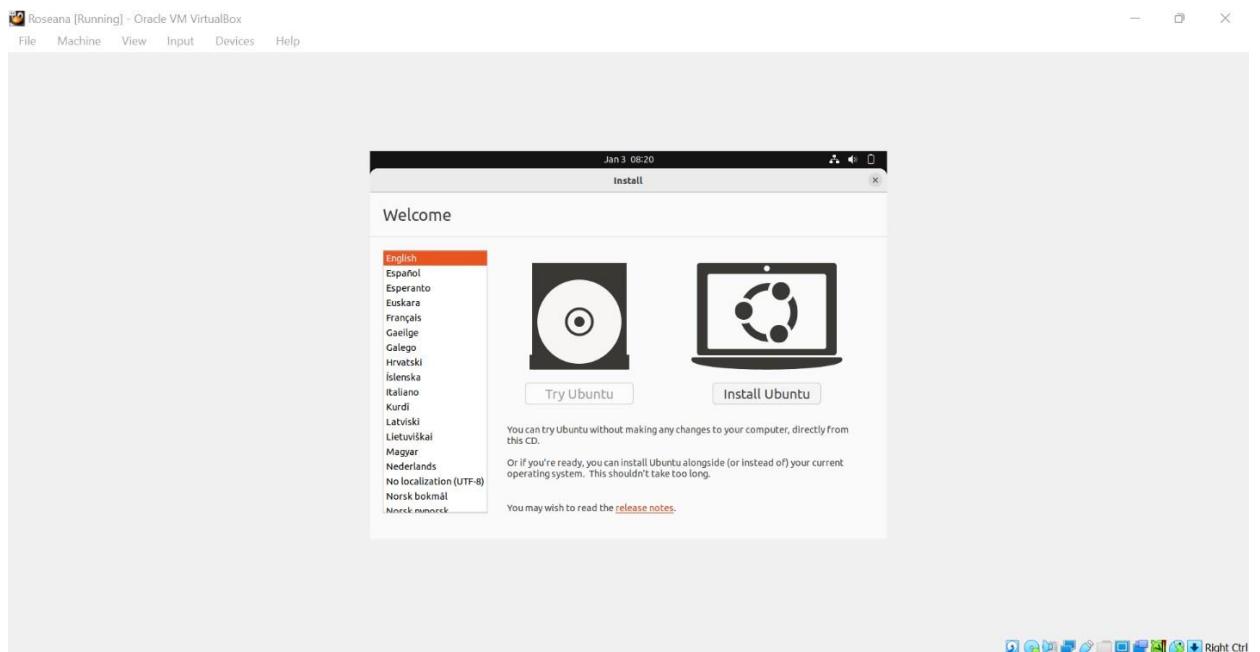 Roseana [Running] - Oracle VM VirtualBox
File Machine View Input Devices Help
Jan 3 08:20
Install
Welcome
English
Español
Esperanto
Euskara
Français
Gaeilge
Galego
Hrvatski
Íslenska
Italiano
Kurdî
Latviski
Lietuviškai
Magyar
Nederlands
No localization (UTF-8)
Norsk bokmål
Norsk nynorsk
Try Ubuntu
Install Ubuntu
You can try Ubuntu without making any changes to your computer, directly from
this CD.
Or if you're ready, you can install Ubuntu alongside (or instead of) your current
operating system. This shouldn't take too long.
You may wish to read the release notes.
Right Ctrl